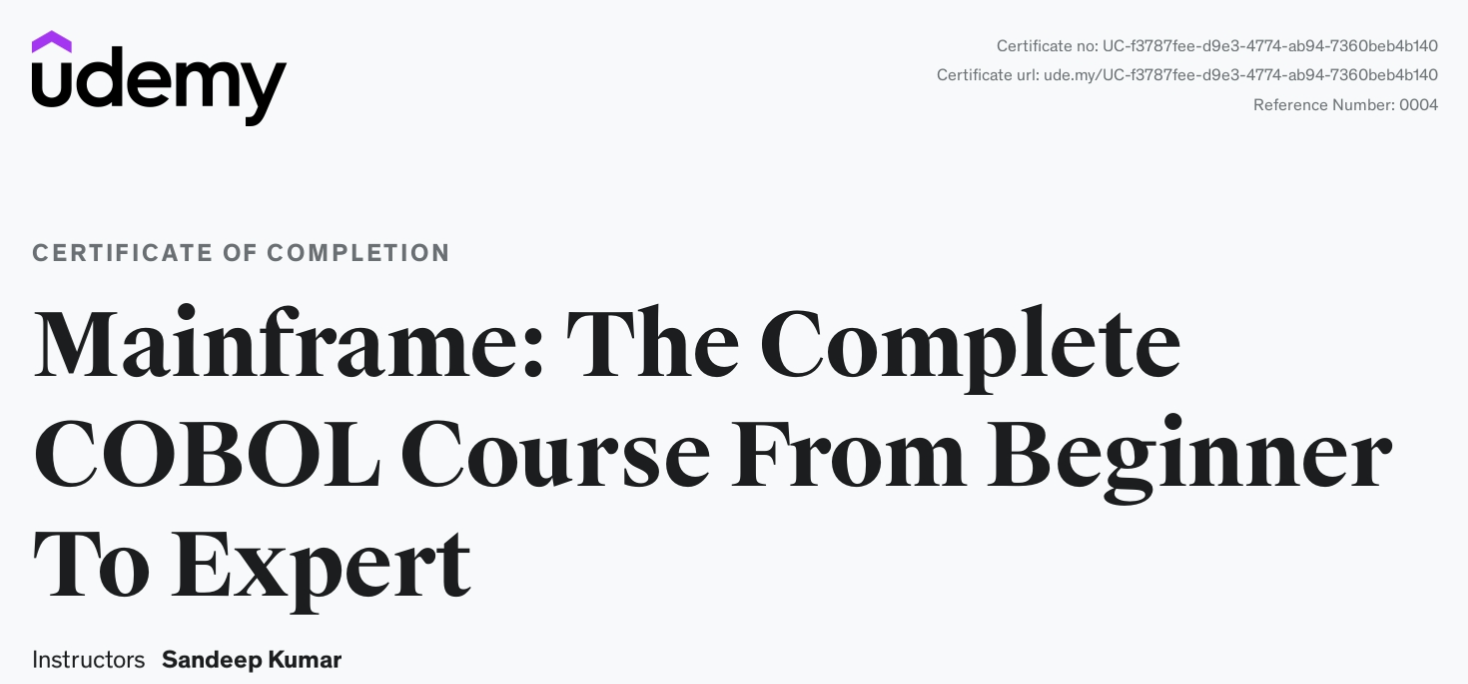 udemy
Certificate no: UC-f3787fee-d9e3-4774-ab94-7360beb4b140
Certificate url: ude.my/UC-f3787fee-d9e3-4774-ab94-7360beb4b140
Reference Number: 0004
CERTIFICATE OF COMPLETION
Mainframe: The Complete
COBOL Course From Beginner
To Expert
Instructors Sandeep Kumar